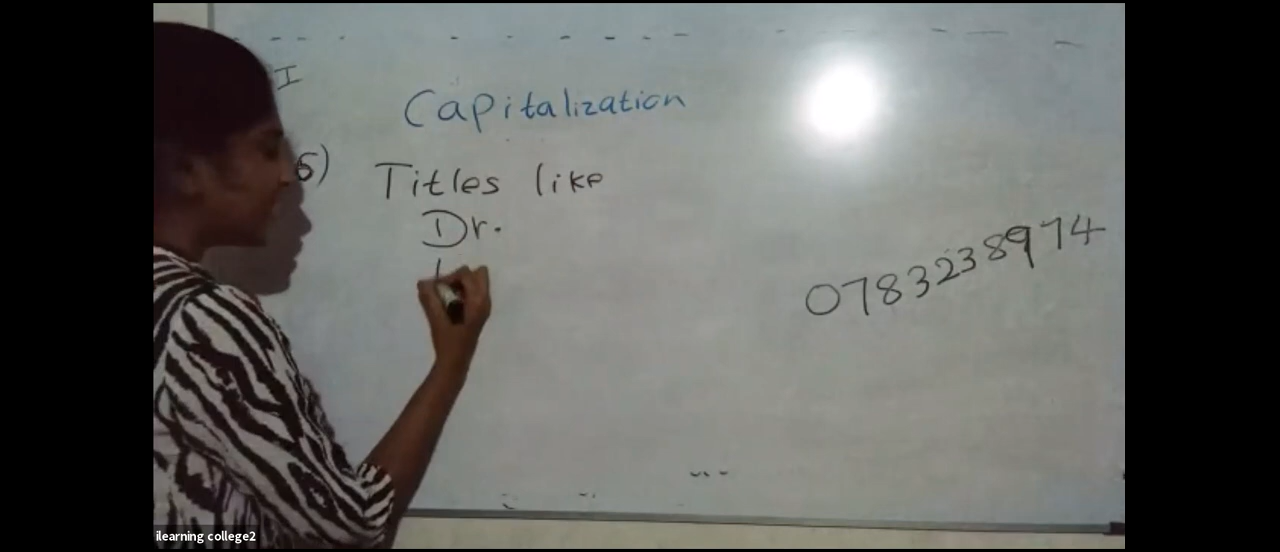 I
Capitalization
6) Titles like
Dr.
0783238974
ilearning college2